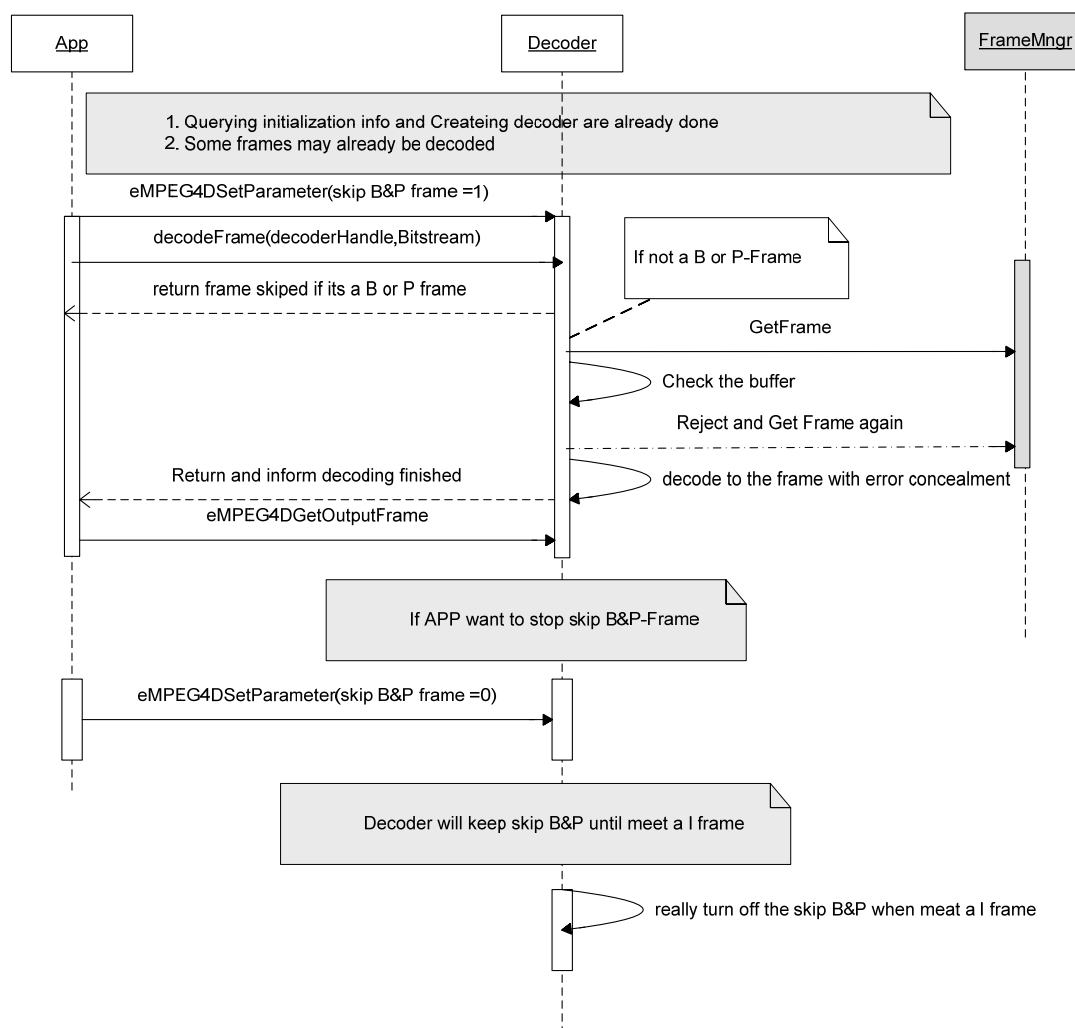 App
Decoder
FrameMngr
1. Querying initialization info and Createing decoder are already done
2. Some frames may already be decoded
eMPEG4DSetParameter(skip B&P frame =1)
decodeFrame(decoderHandle,Bitstream)
If not a B or P-Frame
return frame skiped if its a B or P frame
GetFrame
Check the buffer
Reject and Get Frame again
Return and inform decoding finished
decode to the frame with error concealment
eMPEG4DGetOutputFrame
If APP want to stop skip B&P-Frame
eMPEG4DSetParameter(skip B&P frame =0)
Decoder will keep skip B&P until meet a I frame
really turn off the skip B&P when meat a I frame